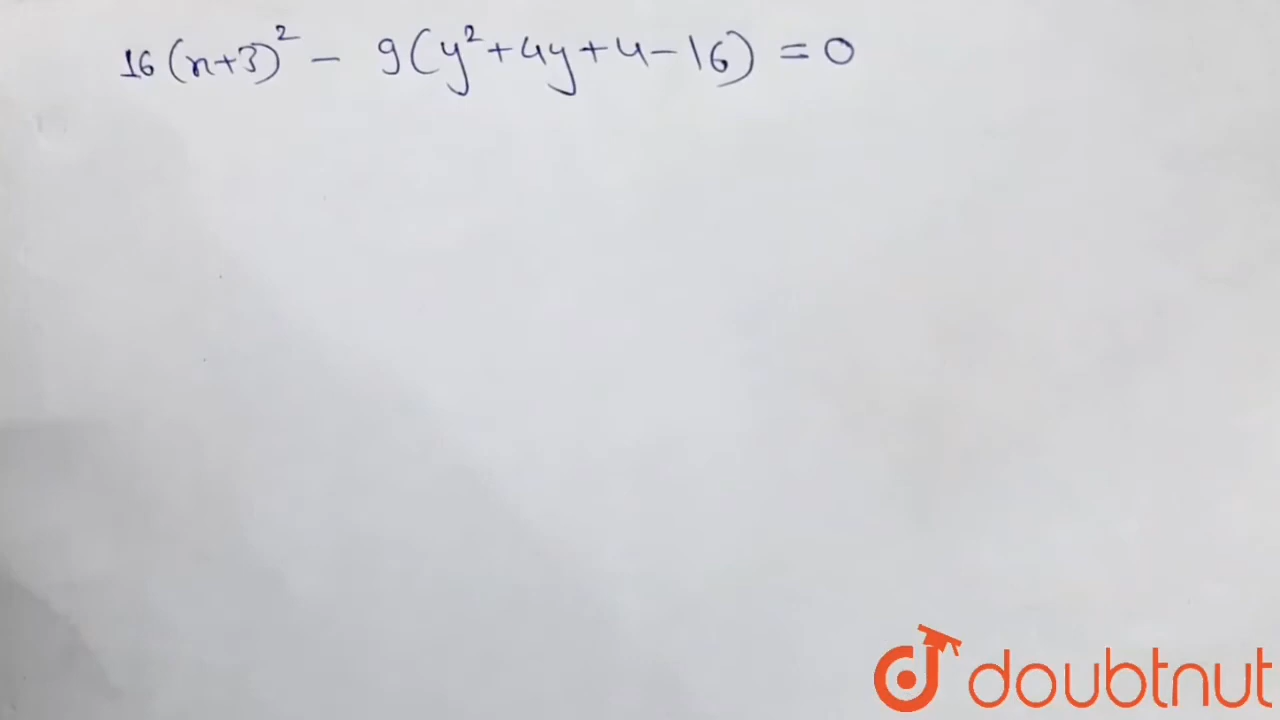 16(x+3)² - 9(y²+4y+4-16) = 0
doubtnut